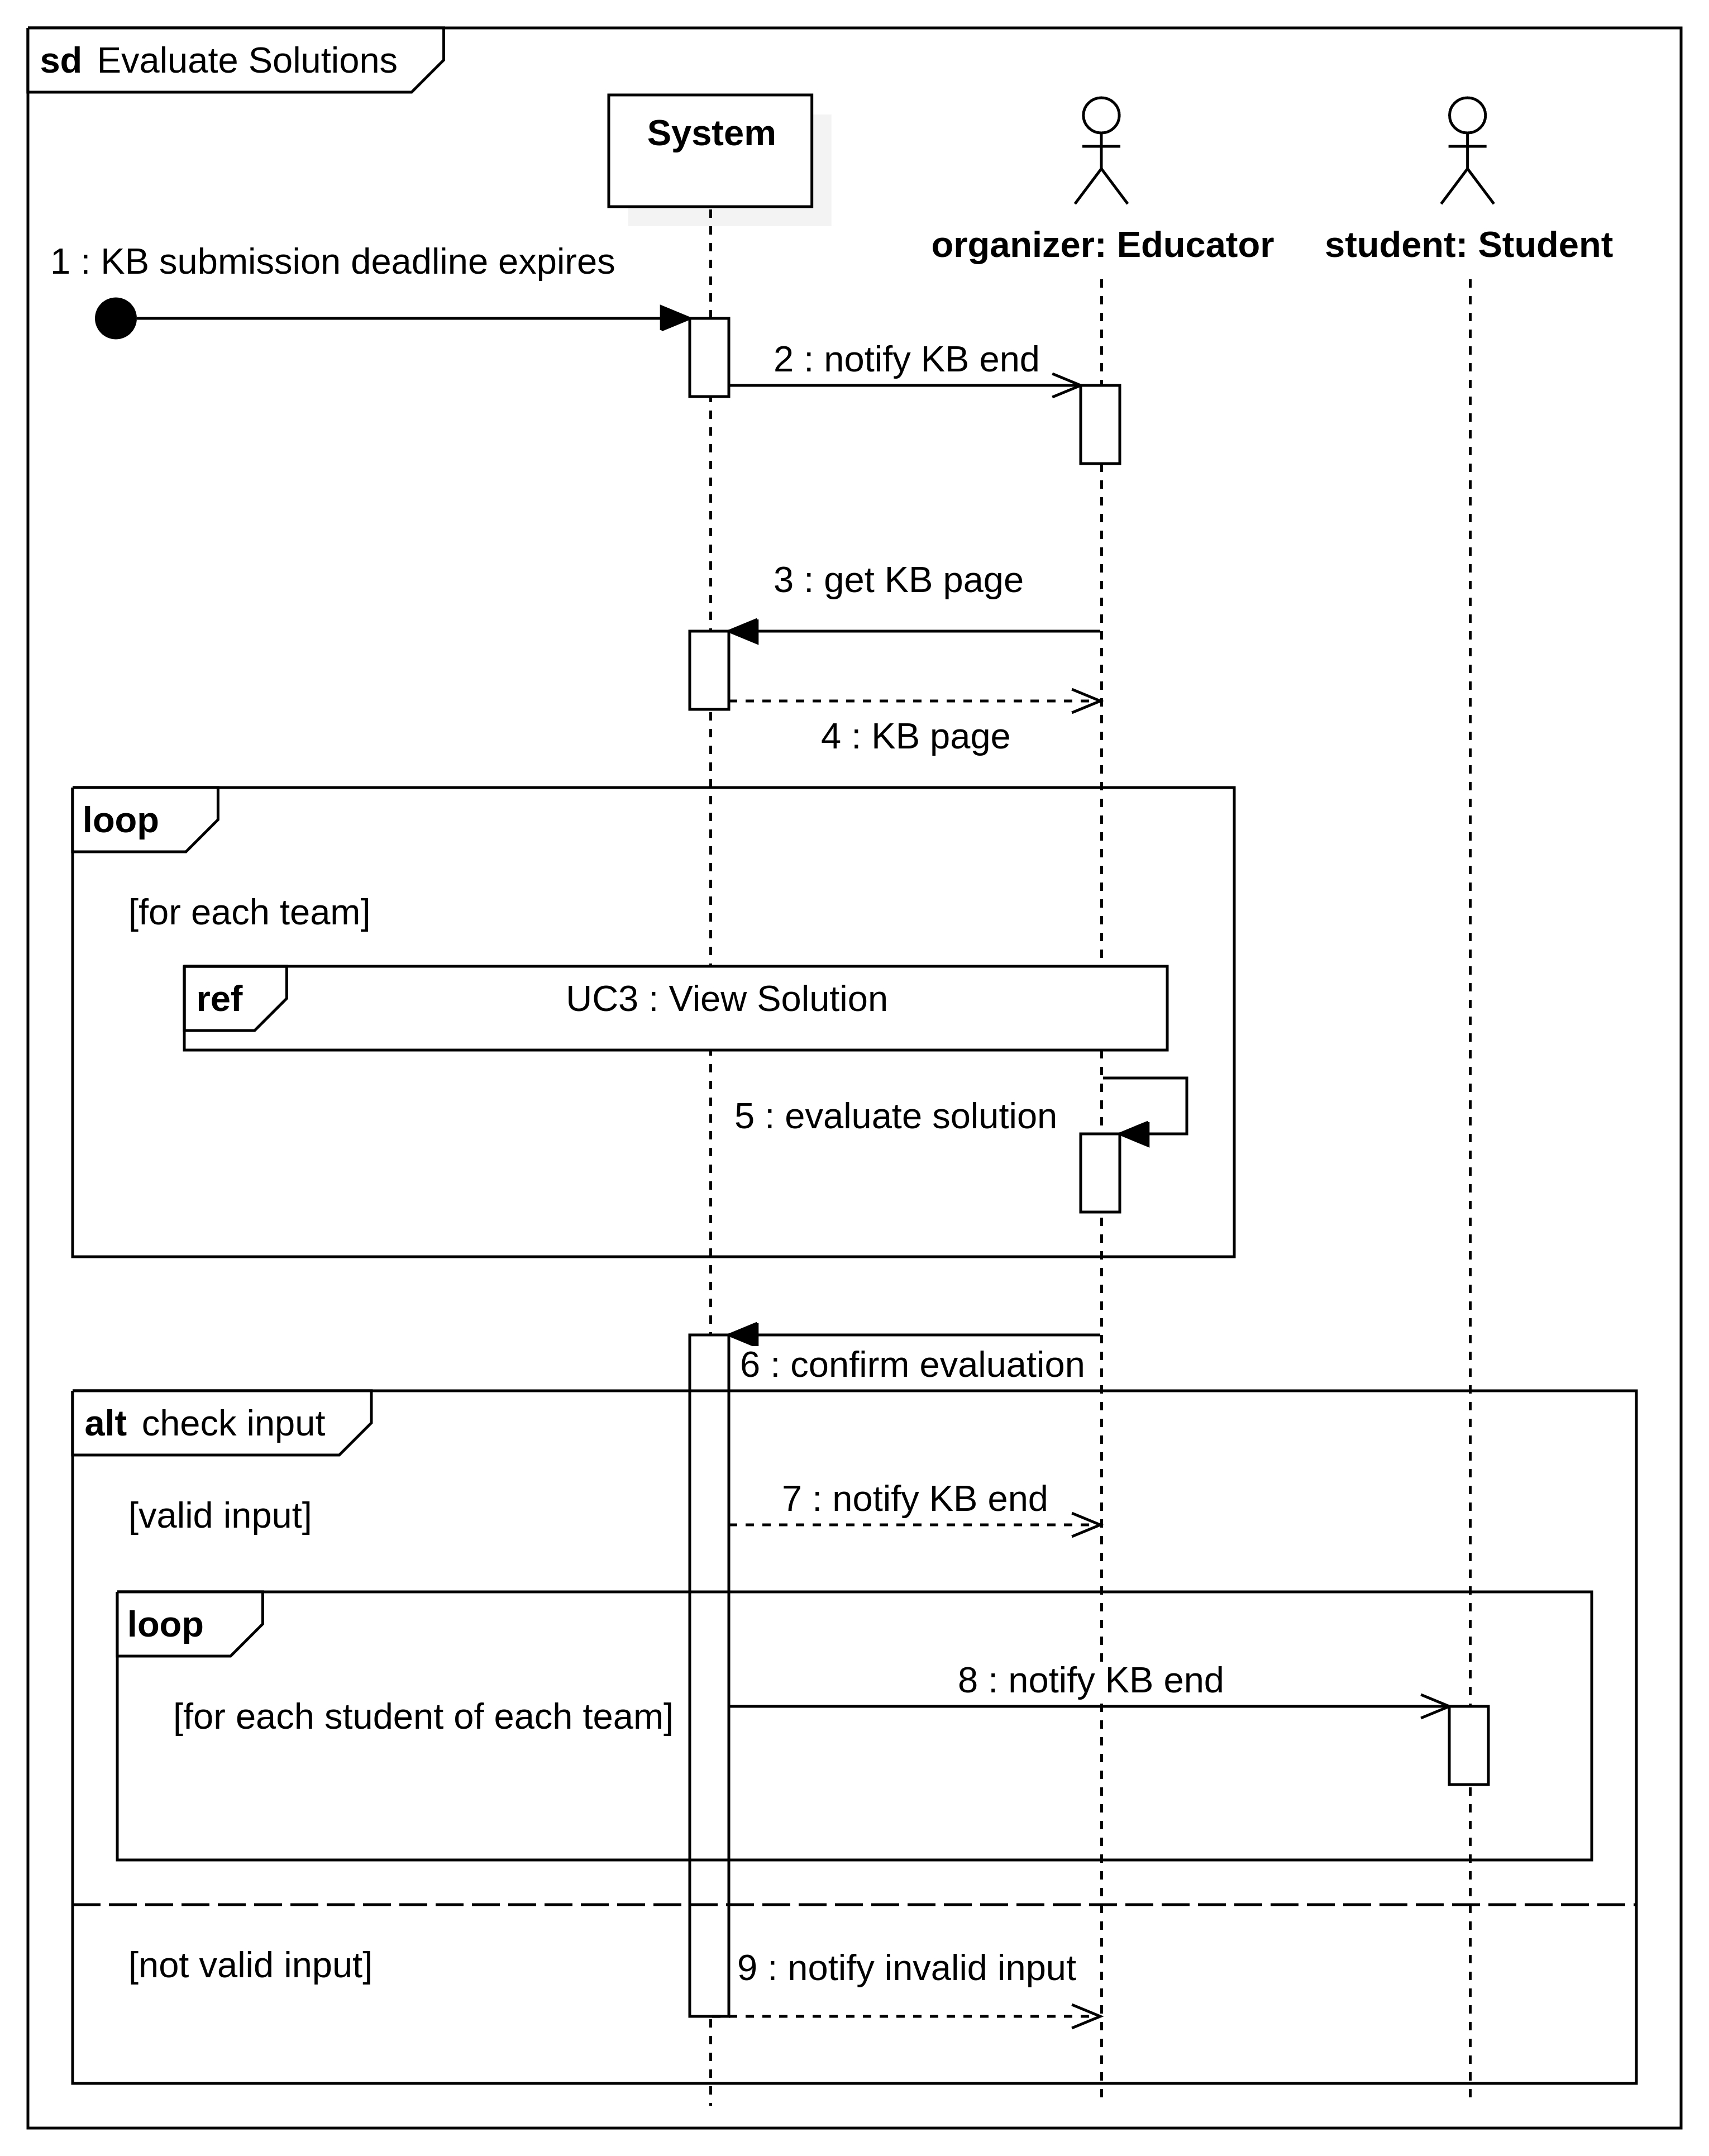 sd Evaluate Solutions
System
organizer: Educator
student: Student
1 : KB submission deadline expires
2 : notify KB end
3 : get KB page
4 : KB page
loop
[for each team]
ref
UC3 : View Solution
5 : evaluate solution
6 : confirm evaluation
alt check input
[valid input]
7 : notify KB end
loop
8 : notify KB end
[for each student of each team]
[not valid input]
9 : notify invalid input